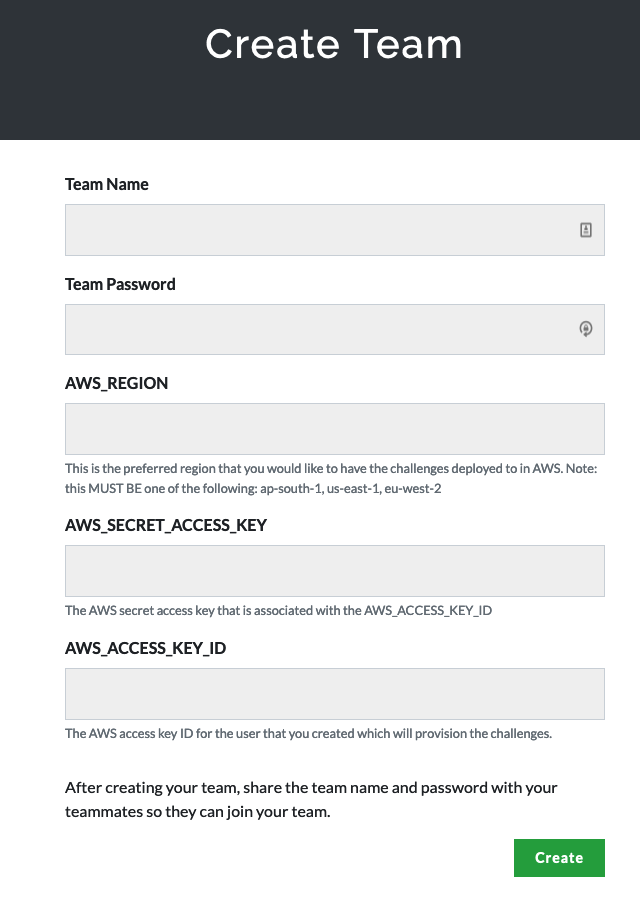 Create Team
Team Name
Team Password
AWS_REGION
This is the preferred region that you would like to have the challenges deployed to in AWS. Note:
this MUST BE one of the following: ap-south-1, us-east-1, eu-west-2
AWS_SECRET_ACCESS_KEY
The AWS secret access key that is associated with the AWS_ACCESS_KEY_ID
AWS_ACCESS_KEY_ID
The AWS access key ID for the user that you created which will provision the challenges.
After creating your team, share the team name and password with your
teammates so they can join your team.
Create